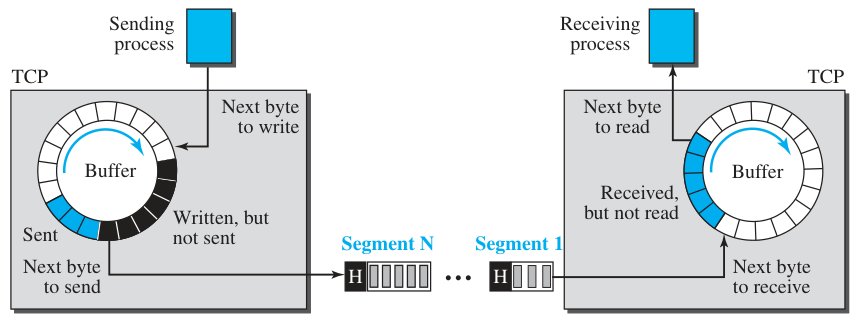 Sending
process
Receiving
process
TCP
TCP
Next byte
to write
Next byte
to read
Buffer
Buffer
Written, but
not sent
Received,
but not read
Sent
Next byte
to send
Segment N
Segment 1
H
...
H
Next byte
to receive